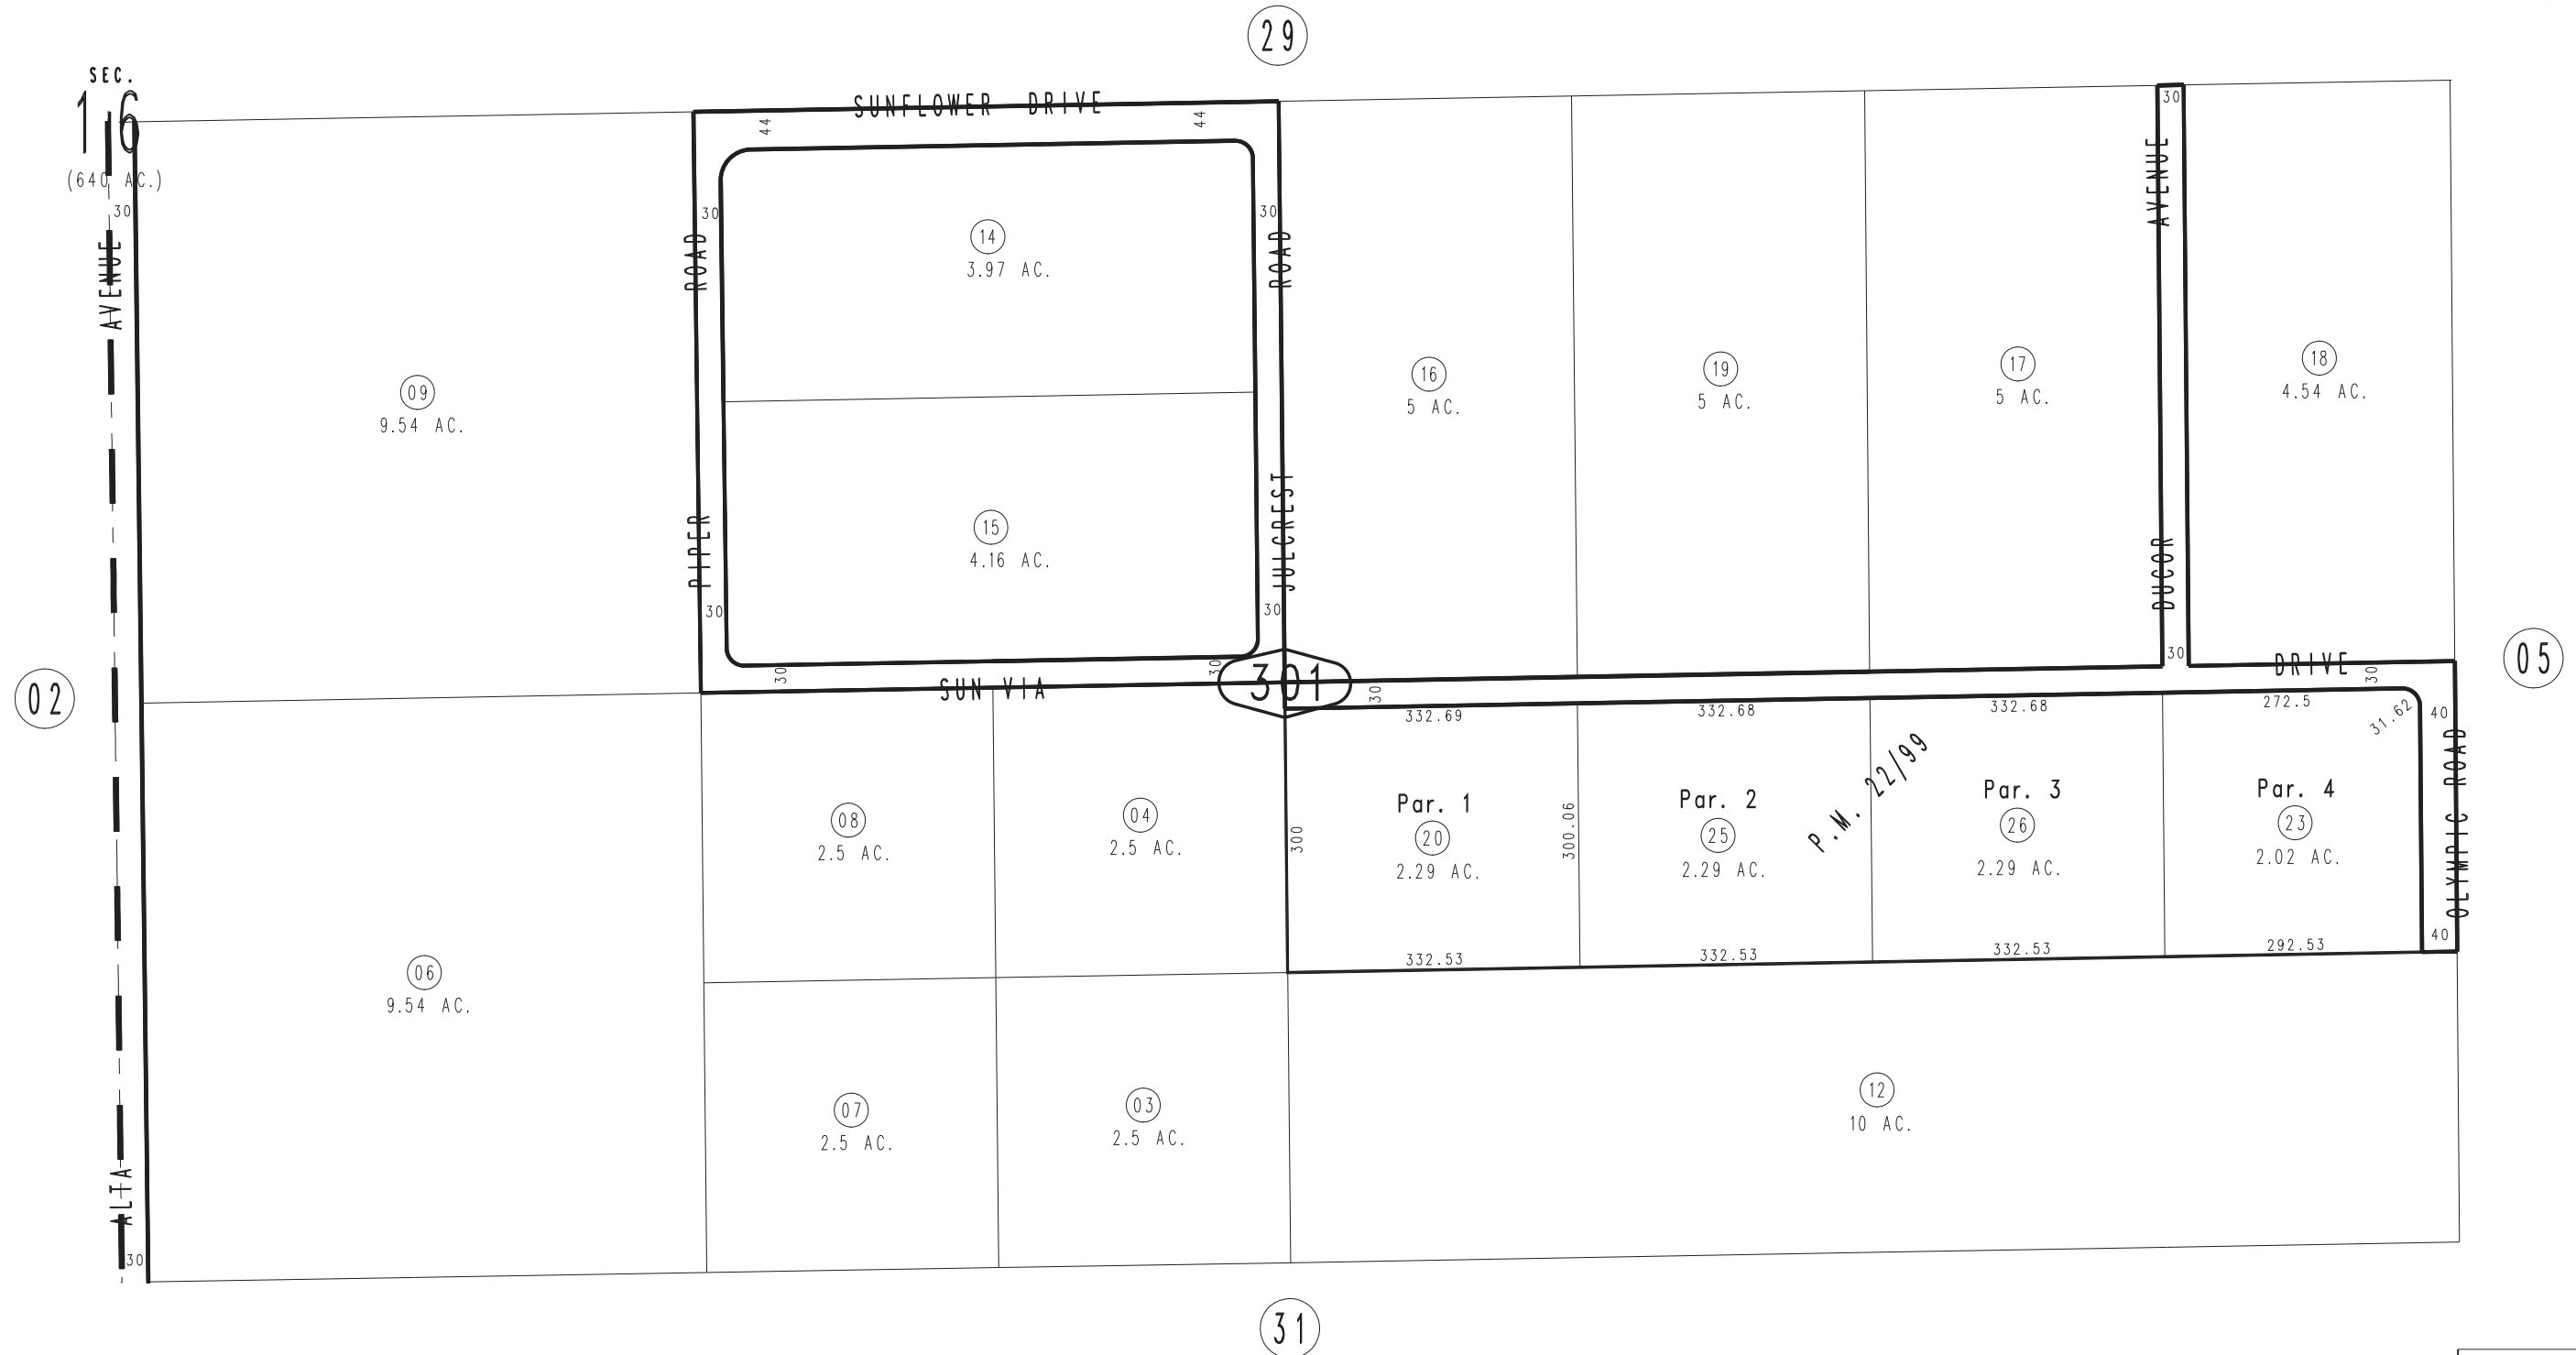 29
SEC.
16
(640 AC.)
SUNFLOWER DRIVE
44
44
30
30
30
30
AVENUE
ROAD
ROAD
AVENUE
14
3.97 AC.
09
9.54 AC.
16
5 AC.
19
5 AC.
17
5 AC.
18
4.54 AC.
15
4.16 AC.
PIPER
JULCREST
DUCOR
30
30
30
30
30
30
30
SUN VIA
301
DRIVE
02
05
332.69
332.68
332.68
272.5
31.62
40
P.M. 22/99
OLYMPIC ROAD
08
2.5 AC.
04
2.5 AC.
300
Par. 1
20
2.29 AC.
300.06
Par. 2
25
2.29 AC.
Par. 3
26
2.29 AC.
Par. 4
23
2.02 AC.
332.53
332.53
332.53
292.53
40
06
9.54 AC.
07
2.5 AC.
03
2.5 AC.
12
10 AC.
ALTA
30
31